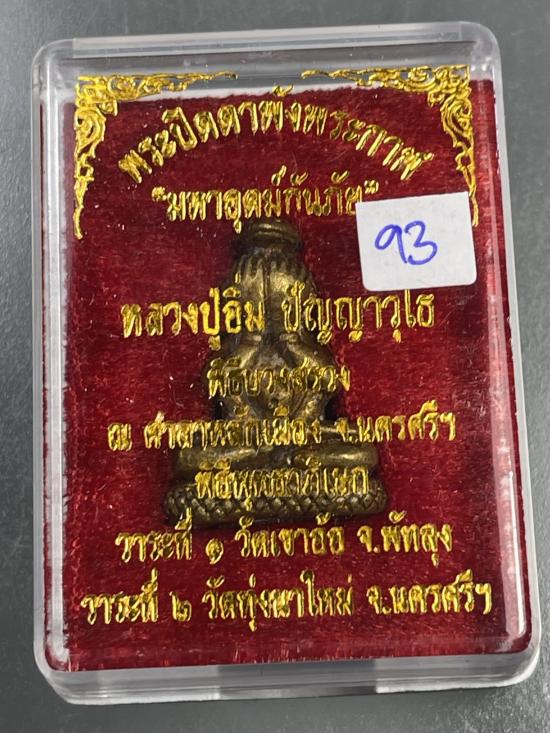 พระปิดตาพังพระกาฬ
"มหาอุตม์กันภัย"
93
หลวงปู่อิ่ม ปัญญาวุโธ
พิธีบวงสรวง
ณ ศาลาหลักเมือง จ.นครศรีฯ
พิธีพุทธาภิเษก
วาระที่ ๑ วัดเขาอ้อ จ.พัทลุง
วาระที่ ๒ วัดทุ่งนาใหม่ จ.นครศรีฯ